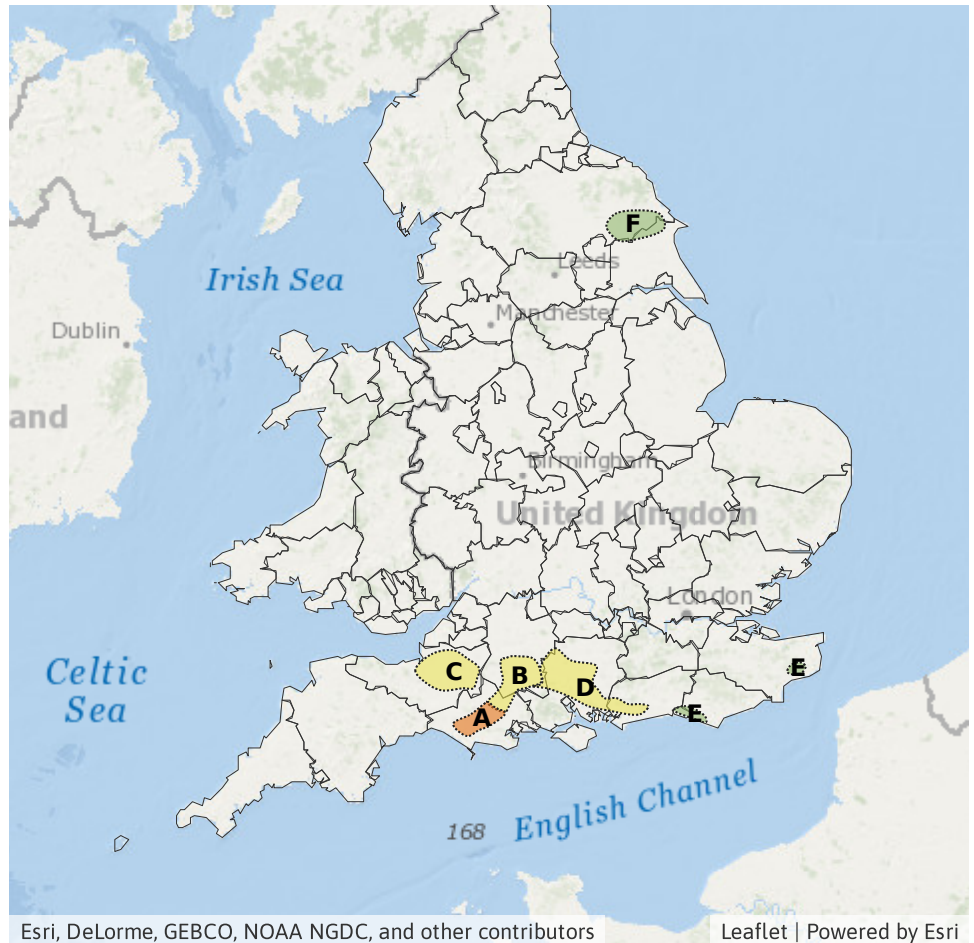 F
Leeds
Irish Sea
Manchester
Dublin
and
Birmingham
United Kingdom
London
Celtic
Sea
C
B
D
E
A
E
English Channel
168
Esri, DeLorme, GEBCO, NOAA NGDC, and other contributors
Leaflet | Powered by Esri